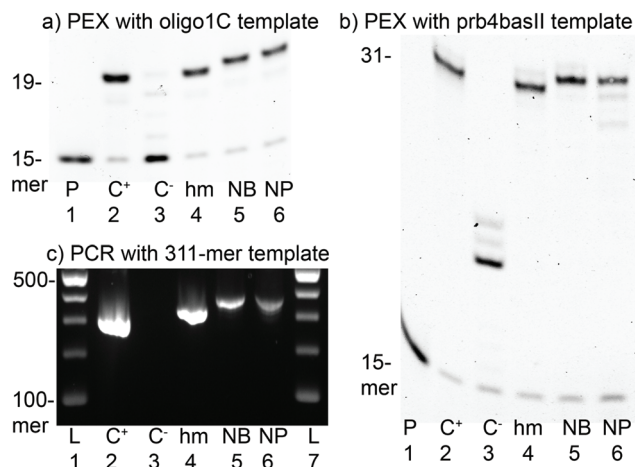 a) PEX with oligo1C template
19-
15-
mer
P C⁺ C⁻ hm NB NP
1 2 3 4 5 6
c) PCR with 311-mer template
500-
100-
mer
L C⁺ C⁻ hm NB NP L
1 2 3 4 5 6 7
b) PEX with prb4basII template
31-
15-
mer
P C⁺ C⁻ hm NB NP
1 2 3 4 5 6